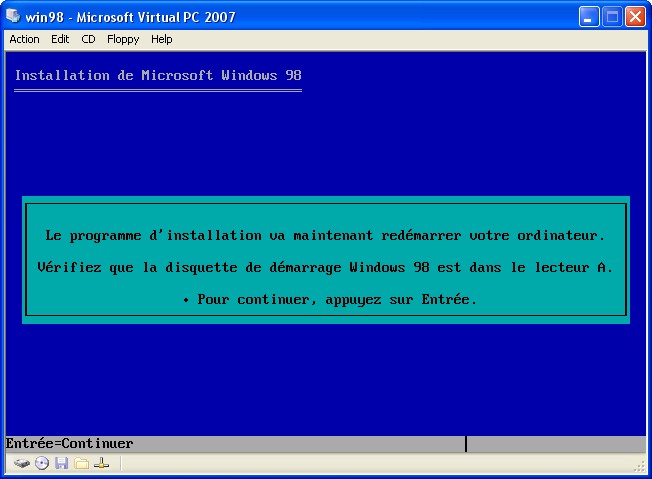 win98 - Microsoft Virtual PC 2007
Action Edit CD Floppy Help
Installation de Microsoft Windows 98
Le programme d'installation va maintenant redémarrer votre ordinateur.
Vérifiez que la disquette de démarrage Windows 98 est dans le lecteur A.
• Pour continuer, appuyez sur Entrée.
Entrée=Continuer